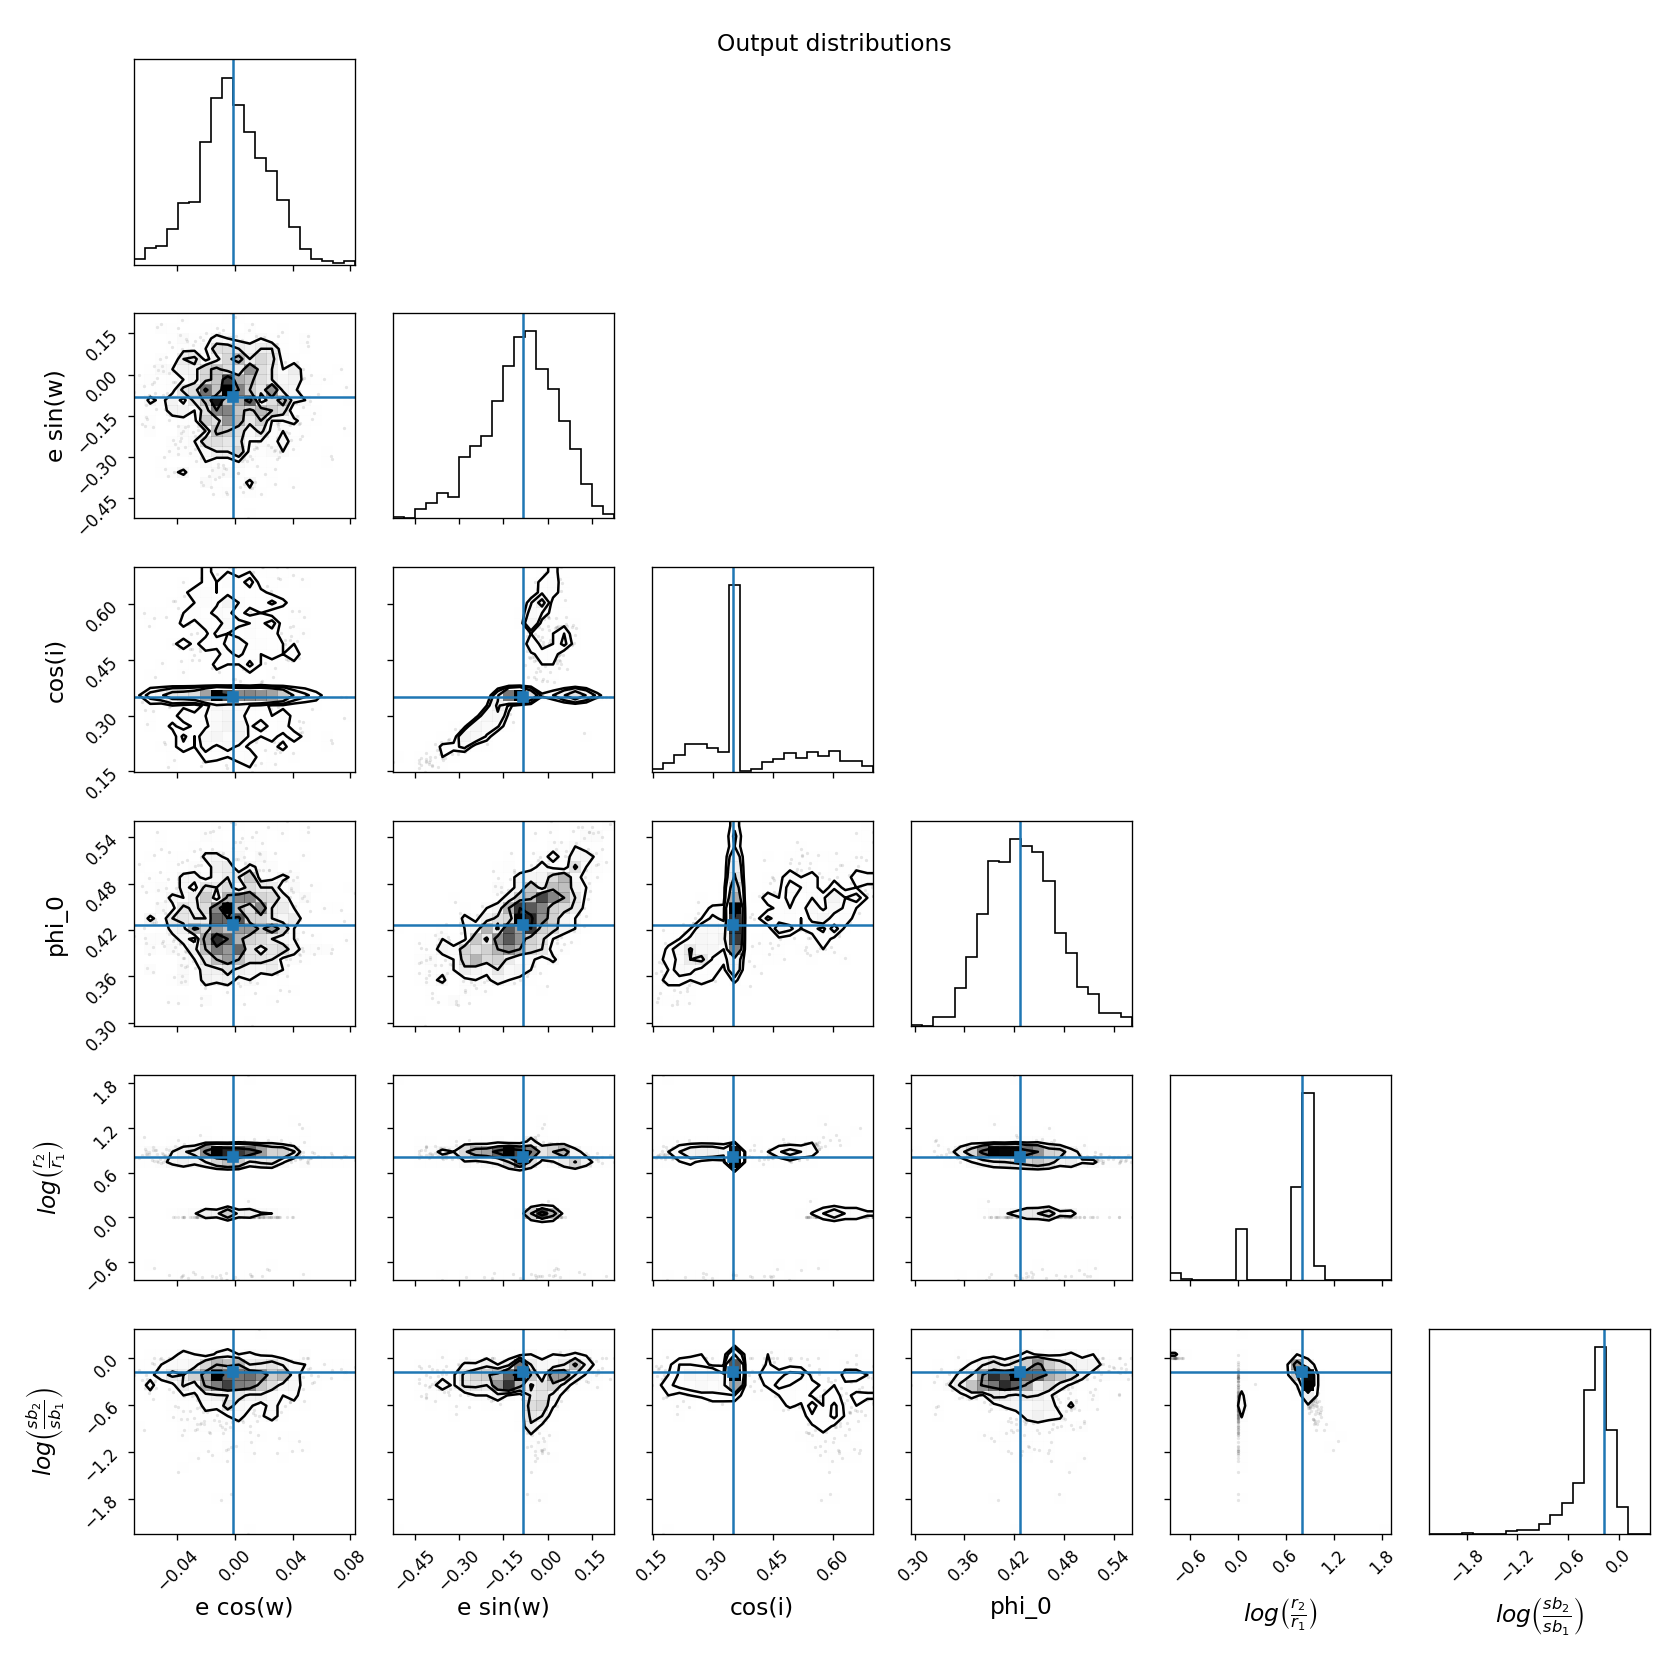 Output distributions
e sin(w)
0.15
0.00
−0.15
−0.30
−0.45
cos(i)
0.60
0.45
0.30
0.15
phi_0
0.54
0.48
0.42
0.36
0.30
log(r₂/r₁)
1.8
1.2
0.6
0.0
−0.6
log(sb₂/sb₁)
0.0
−0.6
−1.2
−1.8
−0.04 0.00 0.04 0.08
−0.45 −0.30 −0.15 0.00 0.15
0.15 0.30 0.45 0.60
0.30 0.36 0.42 0.48 0.54
−0.6 0.0 0.6 1.2 1.8
−1.8 −1.2 −0.6 0.0
e cos(w)
e sin(w)
cos(i)
phi_0
log(r₂/r₁)
log(sb₂/sb₁)